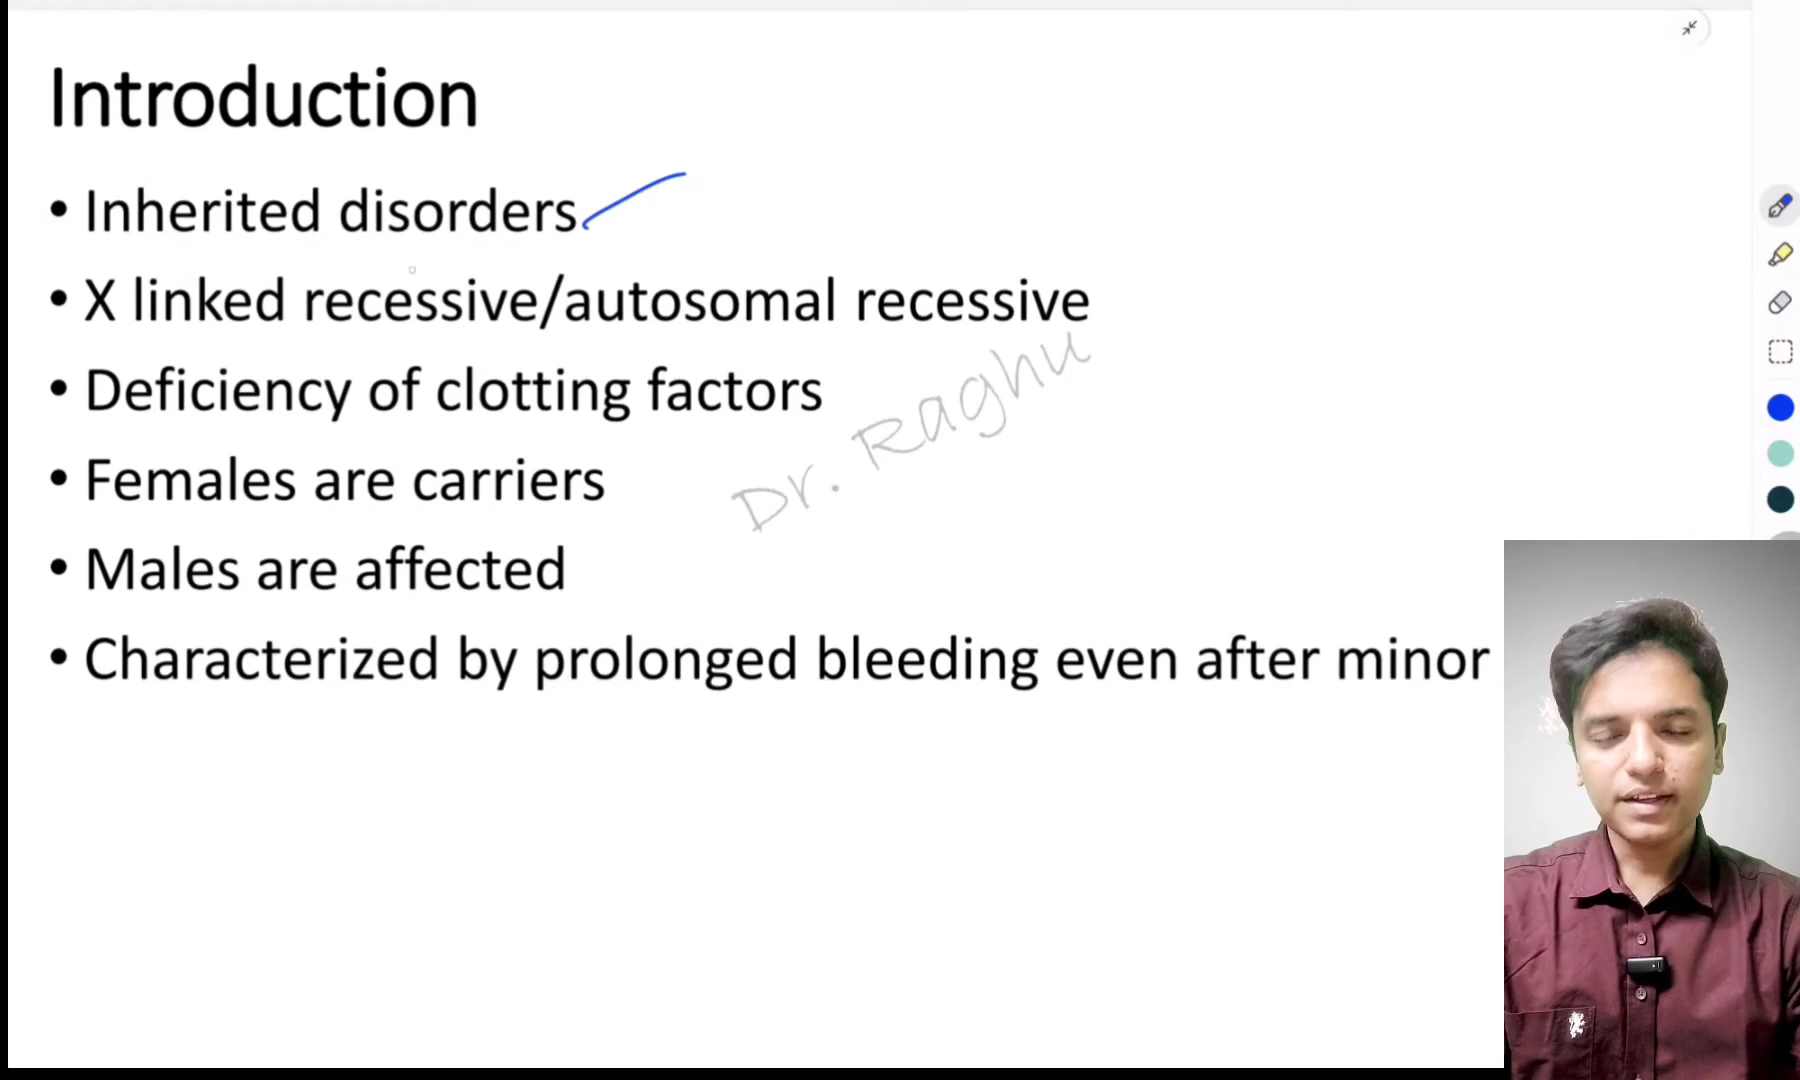 Introduction
• Inherited disorders
• X linked recessive/autosomal recessive
• Deficiency of clotting factors
Dr. Raghu
• Females are carriers
• Males are affected
• Characterized by prolonged bleeding even after minor